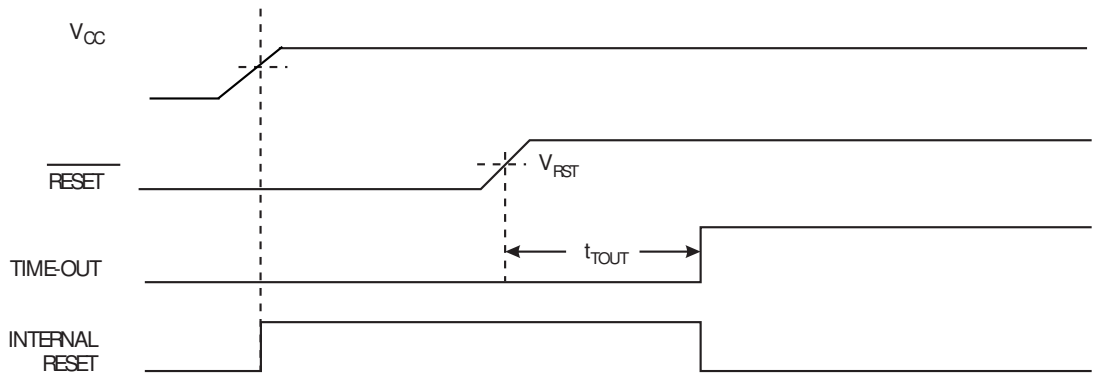 VCC
RESET
VRST
tTOUT
TIME-OUT
INTERNAL
RESET